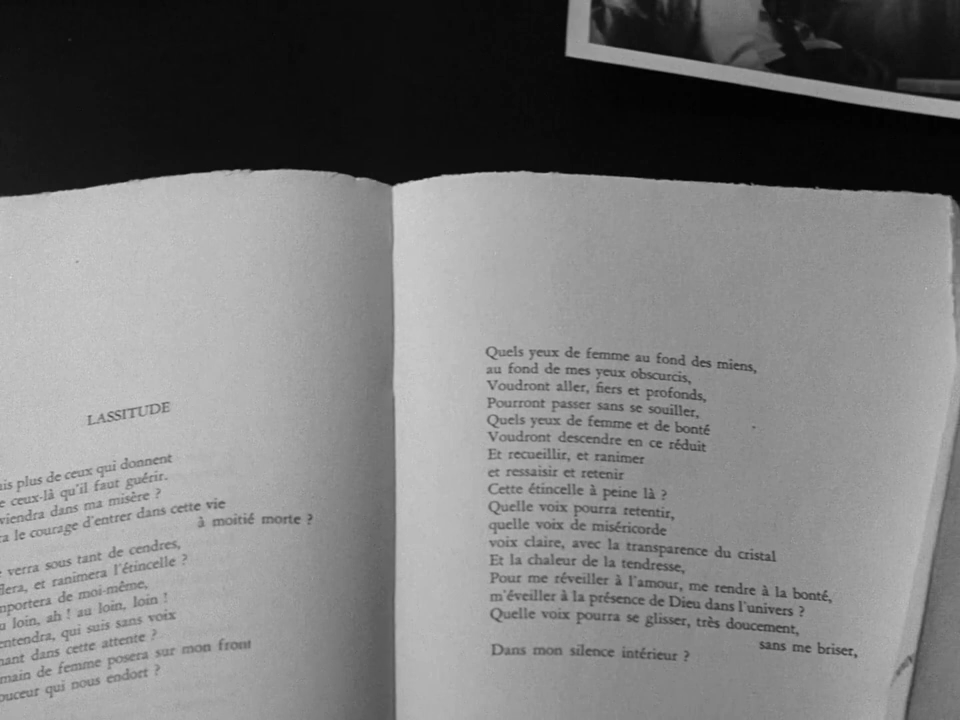 LASSITUDE
plus de ceux qui donnent
ceux-là qu'il faut guérir.
viendra dans ma misère ?
le courage d'entrer dans cette vie
à moitié morte ?
verra sous tant de cendres,
et ranimera l'étincelle ?
de moi-même,
loin, ah ! au loin, loin !
qui suis sans voix
dans cette attente ?
main de femme posera sur mon front
qui nous endort ?
Quels yeux de femme au fond des miens,
au fond de mes yeux obscurcis,
Voudront aller, fiers et profonds,
Pourront passer sans se souiller,
Quels yeux de femme et de bonté
Voudront descendre en ce réduit
Et recueillir, et ranimer
et ressaisir et retenir
Cette étincelle à peine là ?
Quelle voix pourra retentir,
quelle voix de miséricorde
voix claire, avec la transparence du cristal
Et la chaleur de la tendresse,
Pour me réveiller à l'amour, me rendre à la bonté,
m'éveiller à la présence de Dieu dans l'univers ?
Quelle voix pourra se glisser, très doucement,
sans me briser,
Dans mon silence intérieur ?